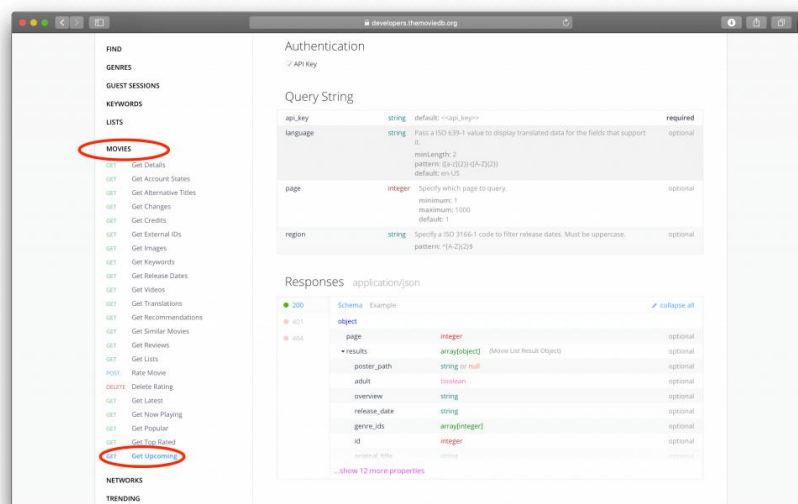 developers.themoviedb.org
FIND
GENRES
GUEST SESSIONS
KEYWORDS
LISTS
MOVIES
GET Get Details
GET Get Account States
GET Get Alternative Titles
GET Get Changes
GET Get Credits
GET Get External IDs
GET Get Images
GET Get Keywords
GET Get Release Dates
GET Get Videos
GET Get Translations
GET Get Recommendations
GET Get Similar Movies
GET Get Reviews
GET Get Lists
POST Rate Movie
DELETE Delete Rating
GET Get Latest
GET Get Now Playing
GET Get Popular
GET Get Top Rated
GET Get Upcoming
NETWORKS
TRENDING
Authentication
API Key
Query String
api_key string default: <<api_key>> required
language string Pass a ISO 639-1 value to display translated data for the fields that support optional
it.
minLength: 2
pattern: ([a-z]{2})-([A-Z]{2})
default: en-US
page integer Specify which page to query. optional
minimum: 1
maximum: 1000
default: 1
region string Specify a ISO 3166-1 code to filter release dates. Must be uppercase. optional
pattern: ^[A-Z]{2}$
Responses application/json
200 Schema Example collapse all
401 object
404 page integer optional
results array[object] {Movie List Result Object} optional
poster_path string or null optional
adult boolean optional
overview string optional
release_date string optional
genre_ids array[integer] optional
id integer optional
original_title string optional
...show 12 more properties